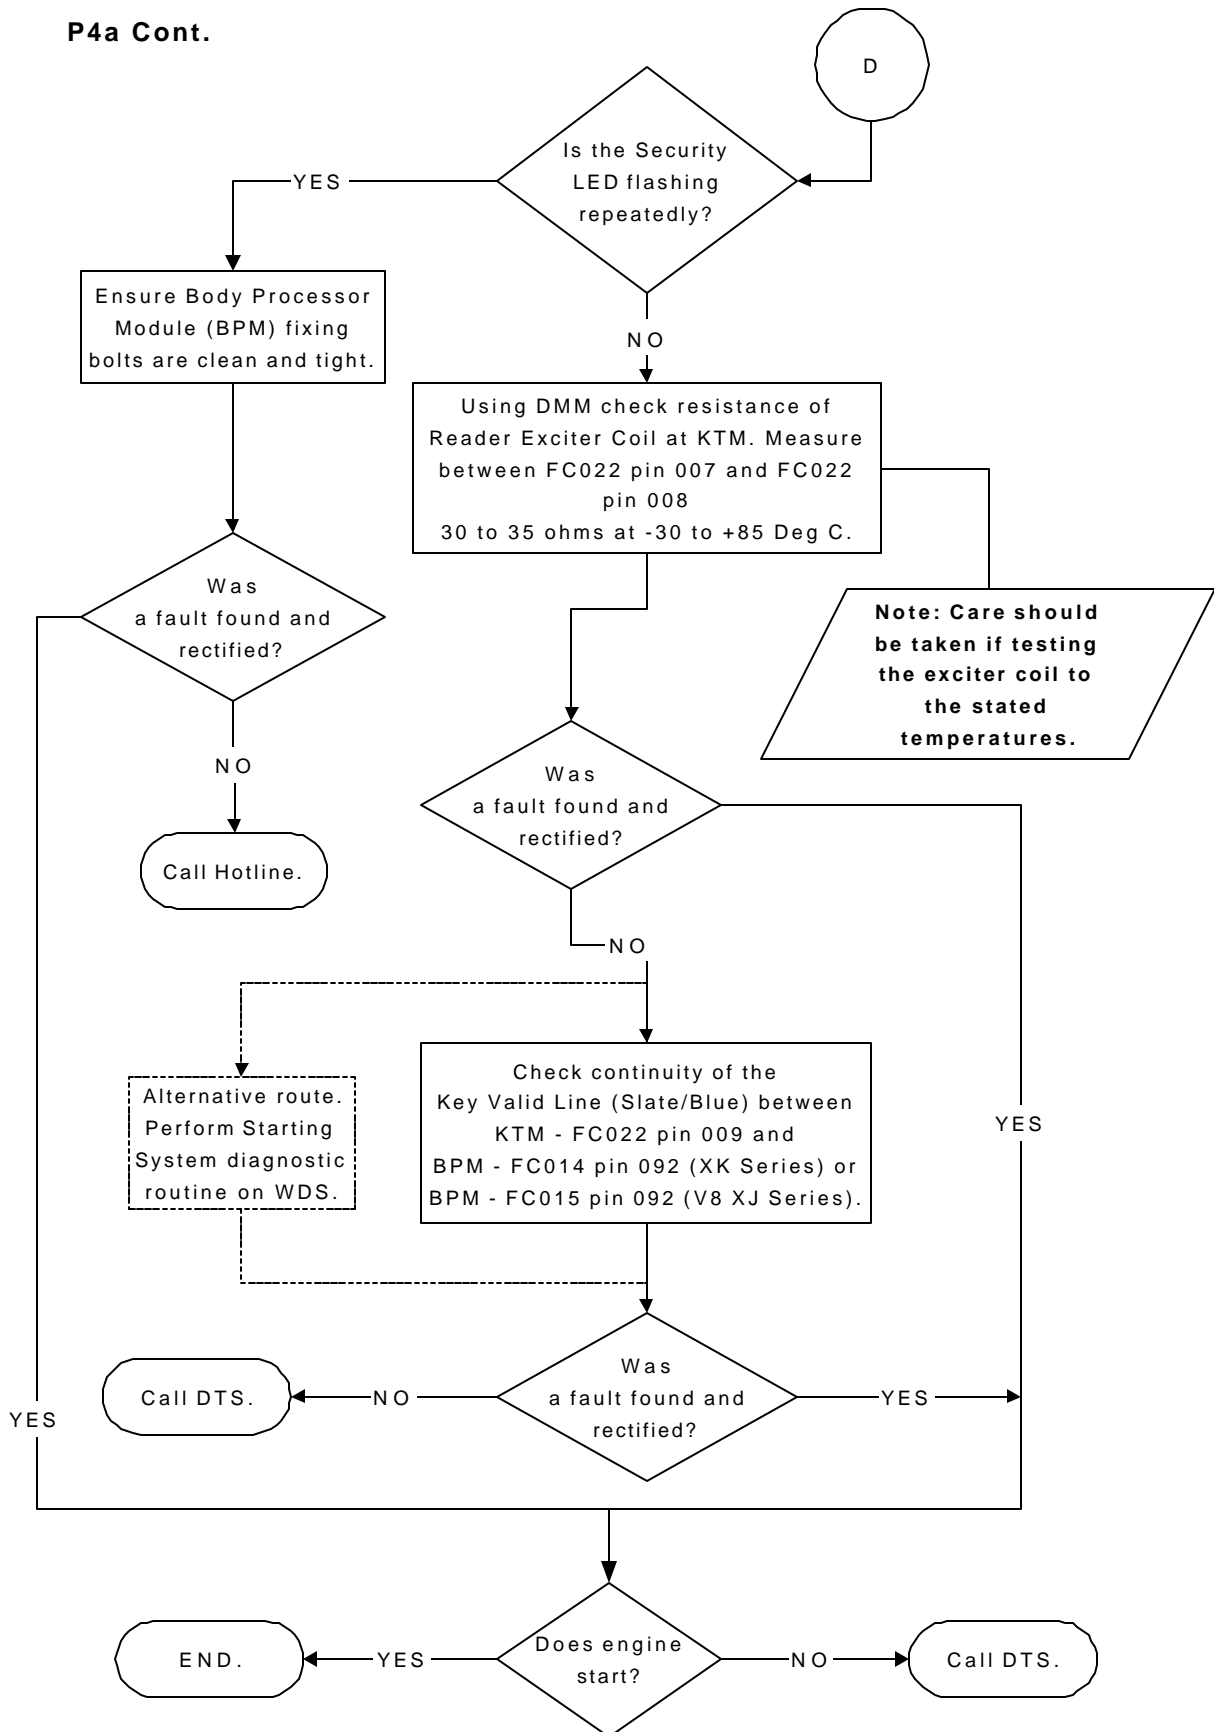 P4a Cont.
D
Is the Security
LED flashing
repeatedly?
YES
Ensure Body Processor
Module (BPM) fixing
bolts are clean and tight.
NO
Using DMM check resistance of
Reader Exciter Coil at KTM. Measure
between FC022 pin 007 and FC022
pin 008
30 to 35 ohms at -30 to +85 Deg C.
Was
a fault found and
rectified?
Note: Care should
be taken if testing
the exciter coil to
the stated
temperatures.
NO
Call Hotline.
Was
a fault found and
rectified?
NO
Alternative route.
Perform Starting
System diagnostic
routine on WDS.
Check continuity of the
Key Valid Line (Slate/Blue) between
KTM - FC022 pin 009 and
BPM - FC014 pin 092 (XK Series) or
BPM - FC015 pin 092 (V8 XJ Series).
YES
Was
a fault found and
rectified?
Call DTS.
NO
YES
YES
Does engine
start?
END.
YES
NO
Call DTS.